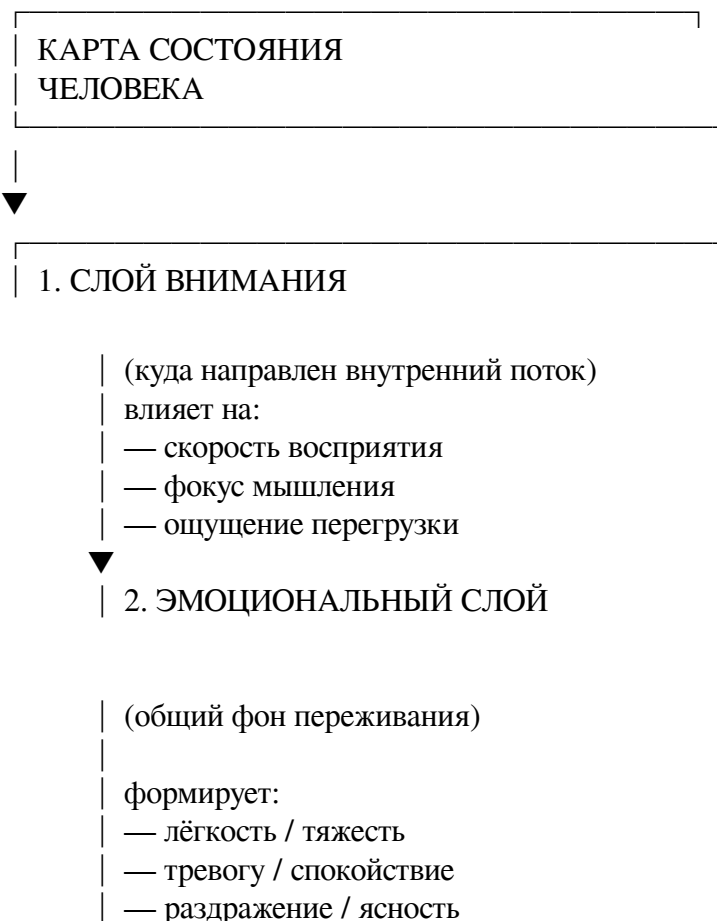 КАРТА СОСТОЯНИЯ
ЧЕЛОВЕКА
1. СЛОЙ ВНИМАНИЯ
(куда направлен внутренний поток)
влияет на:
— скорость восприятия
— фокус мышления
— ощущение перегрузки
2. ЭМОЦИОНАЛЬНЫЙ СЛОЙ
(общий фон переживания)
формирует:
— лёгкость / тяжесть
— тревогу / спокойствие
— раздражение / ясность